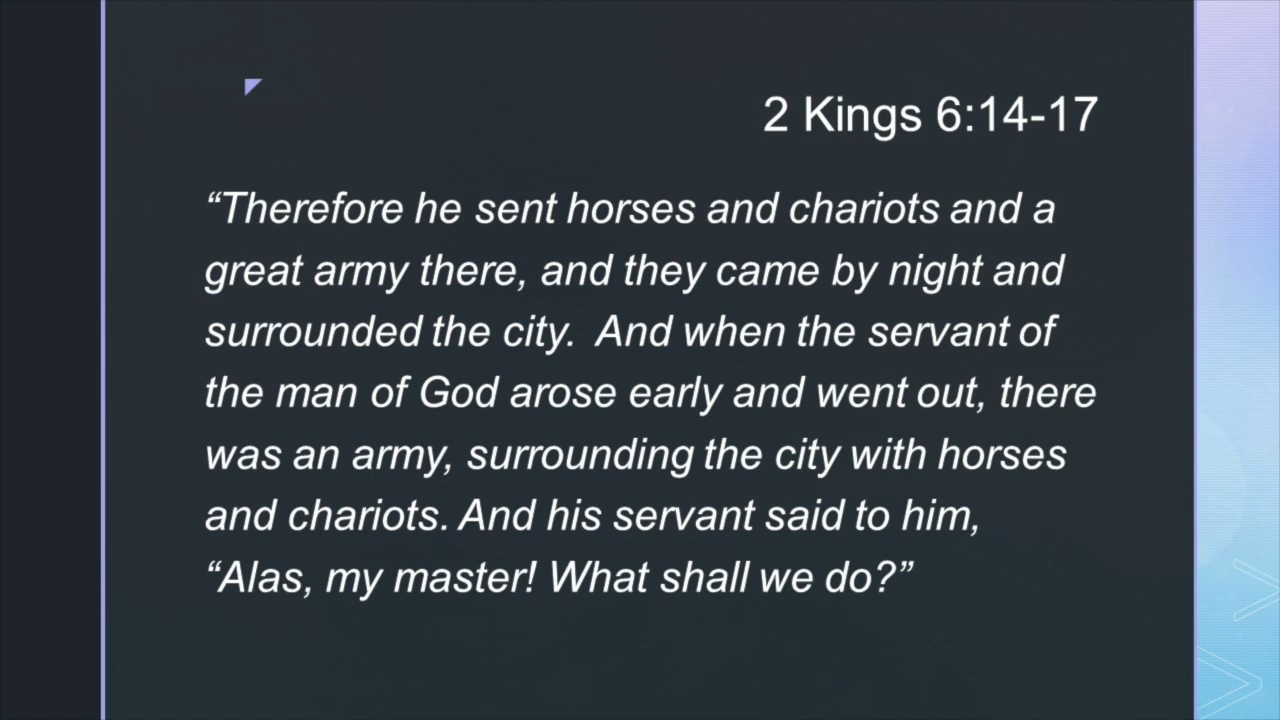 2 Kings 6:14-17
“Therefore he sent horses and chariots and a
great army there, and they came by night and
surrounded the city.  And when the servant of
the man of God arose early and went out, there
was an army, surrounding the city with horses
and chariots. And his servant said to him,
“Alas, my master! What shall we do?”